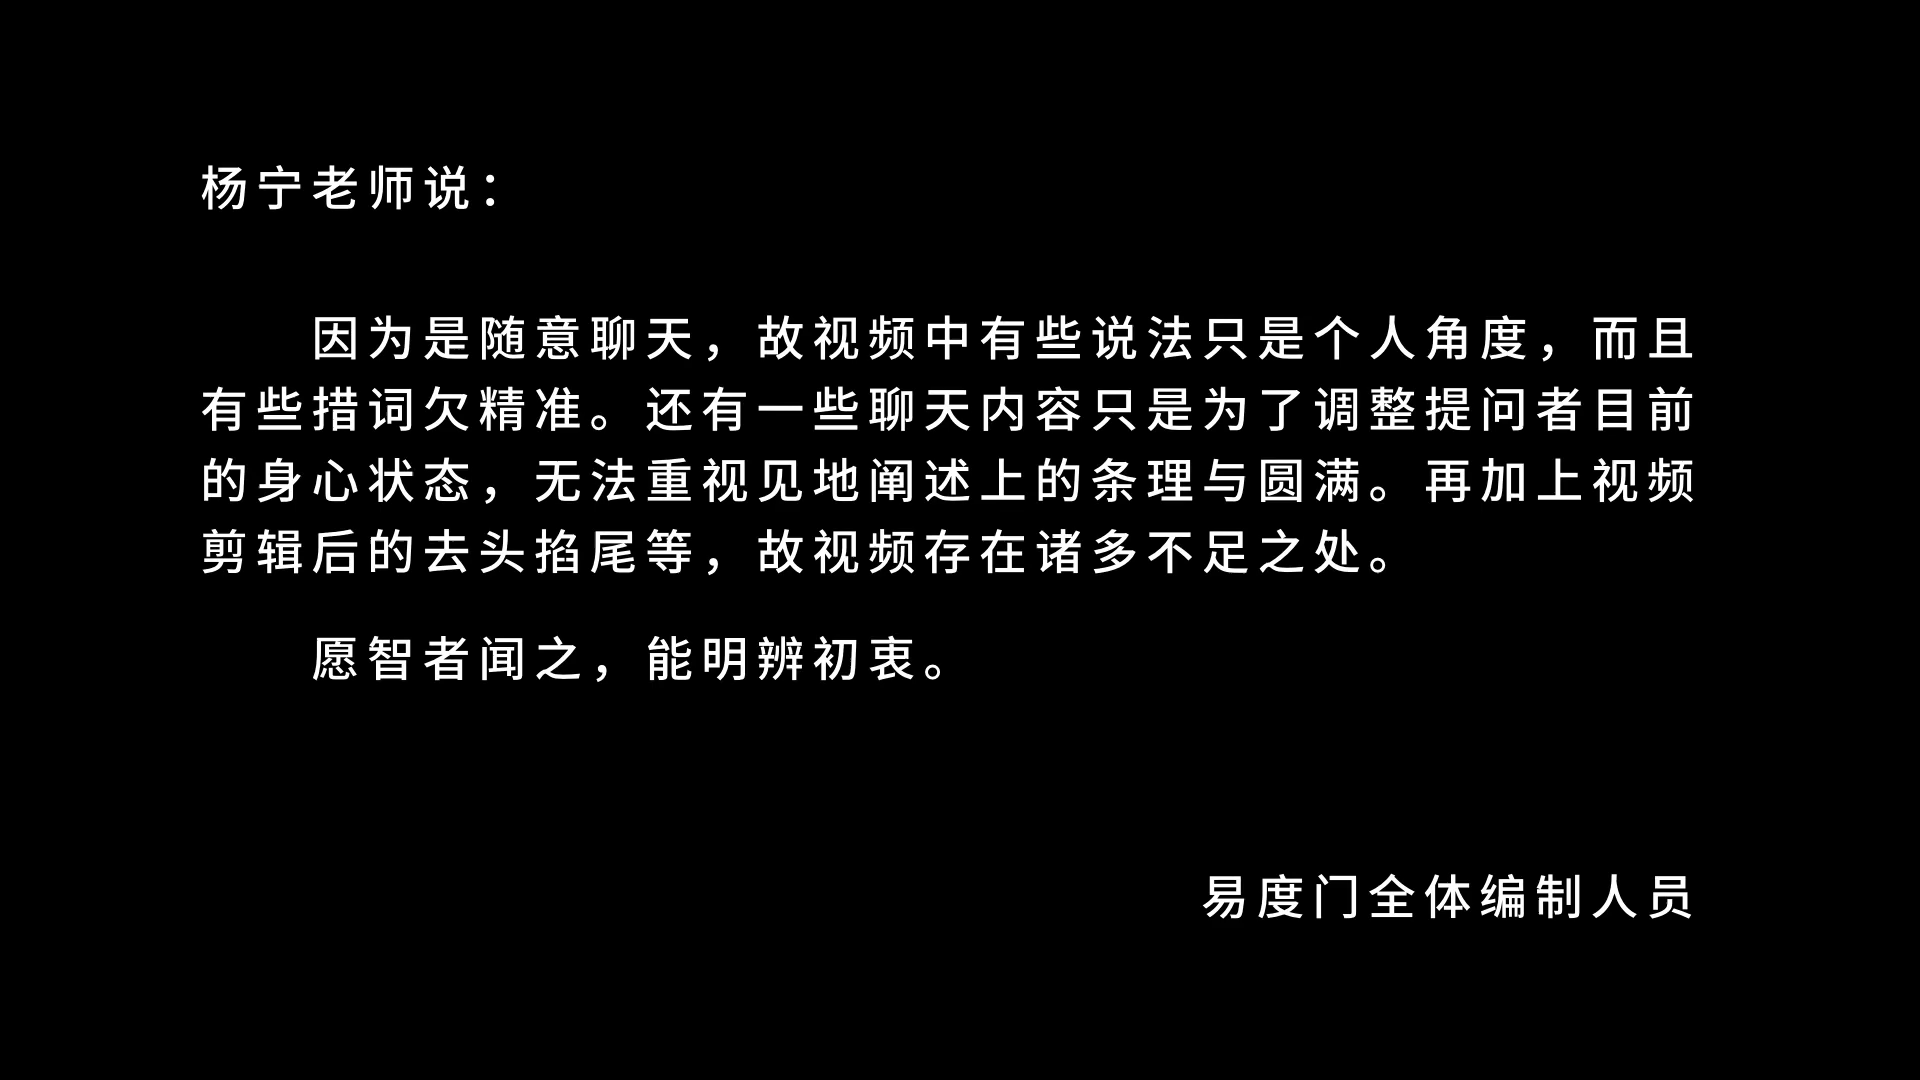 杨宁老师说：
因为是随意聊天，故视频中有些说法只是个人角度，而且
有些措词欠精准。还有一些聊天内容只是为了调整提问者目前
的身心状态，无法重视见地阐述上的条理与圆满。再加上视频
剪辑后的去头掐尾等，故视频存在诸多不足之处。
愿智者闻之，能明辨初衷。
易度门全体编制人员